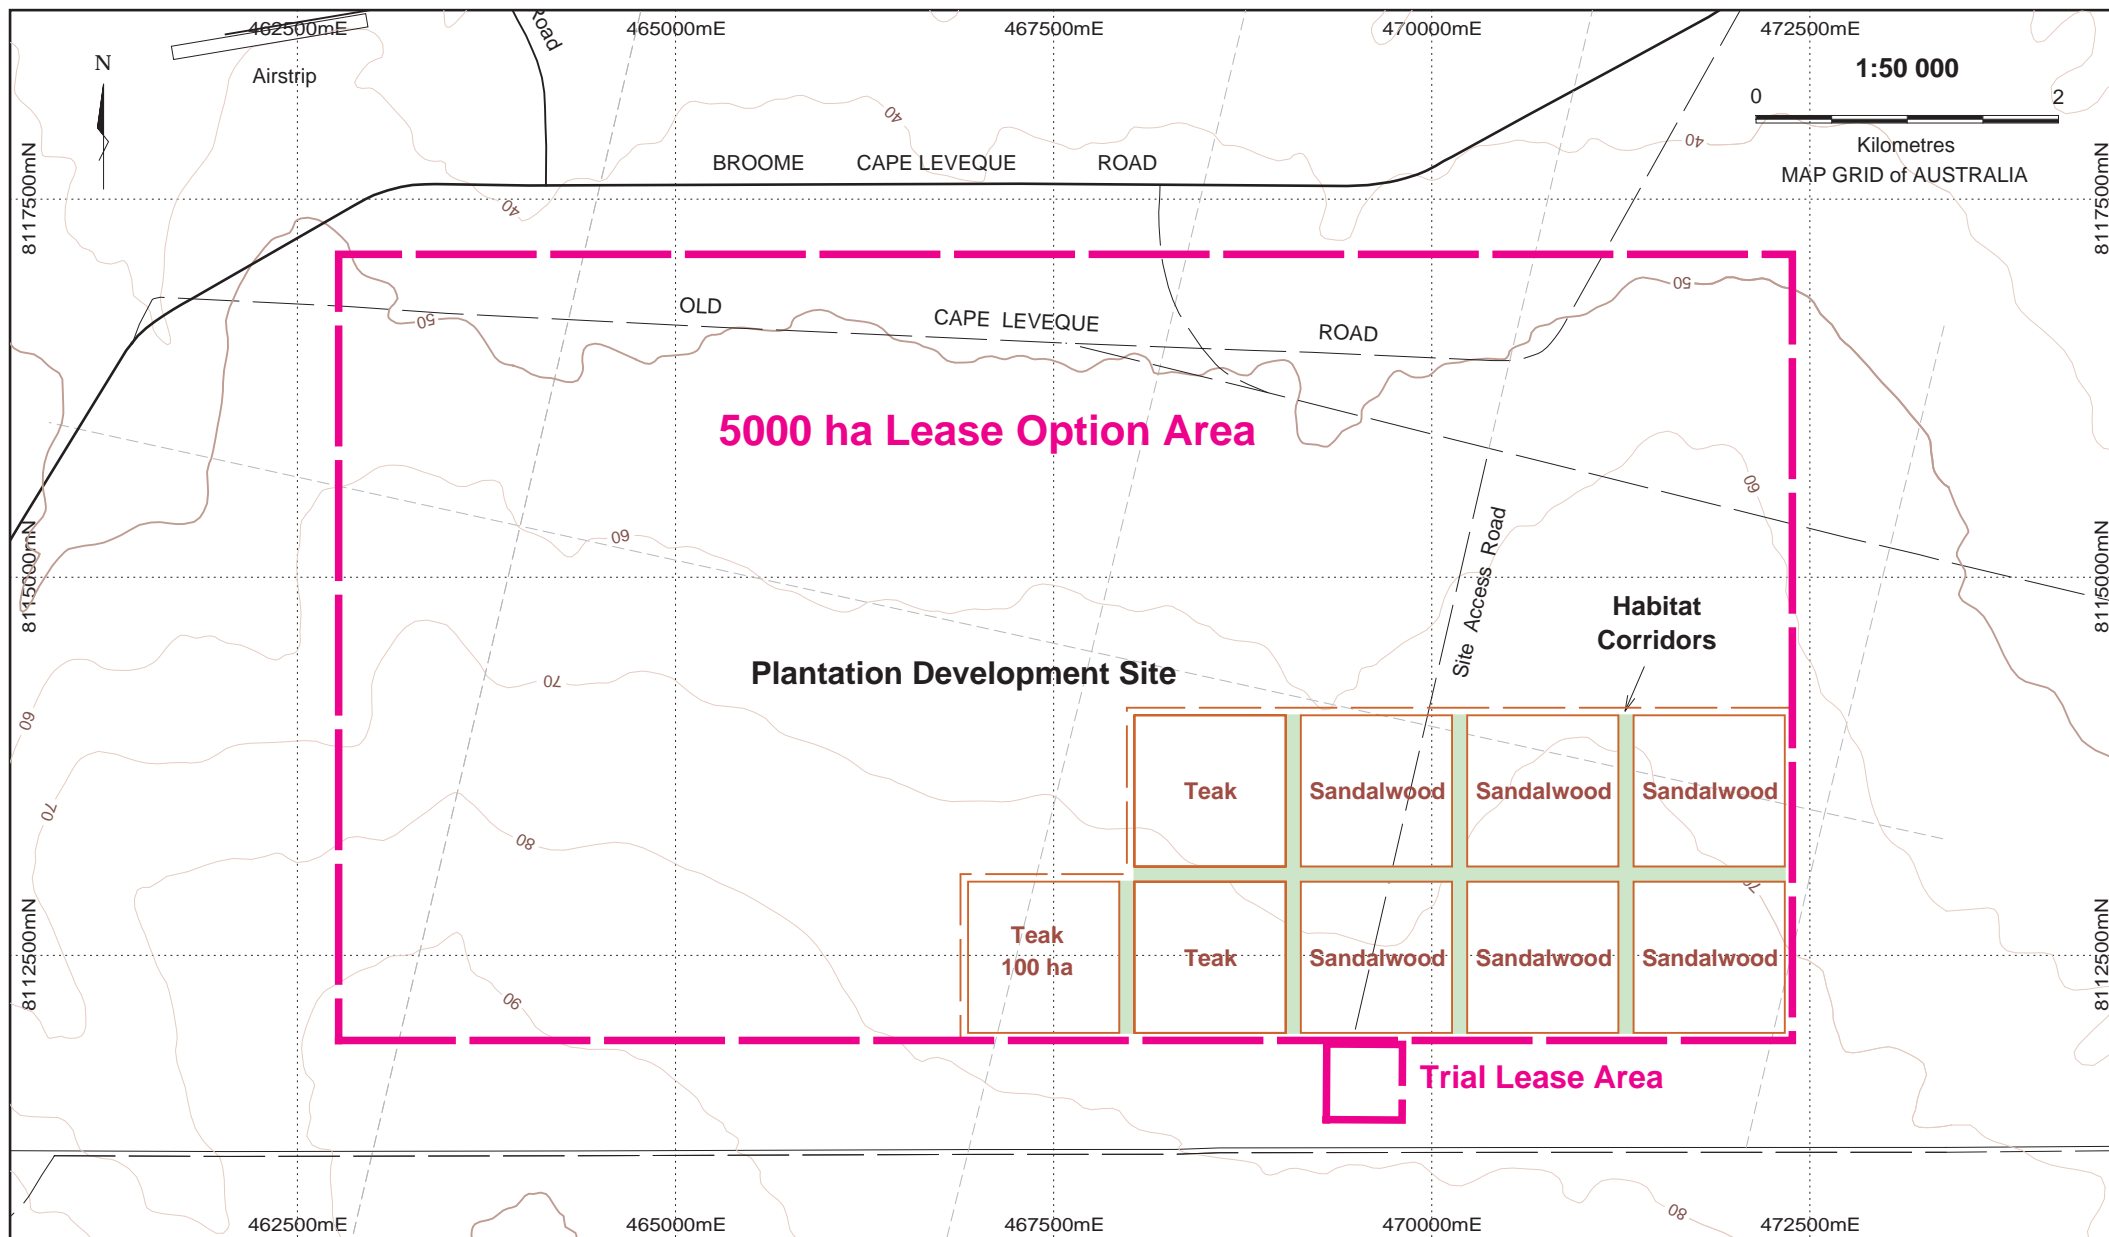 462500mE
465000mE
467500mE
470000mE
472500mE
Road
N
Airstrip
1:50 000
0 2
Kilometres
MAP GRID of AUSTRALIA
BROOME CAPE LEVEQUE ROAD
8117500mN
8117500mN
40
40
40
50
50
OLD CAPE LEVEQUE ROAD
5000 ha Lease Option Area
60
60
Site Access Road
8115000mN
8115000mN
Habitat
Corridors
Plantation Development Site
70
60
70
80
Teak
Sandalwood
Sandalwood
Sandalwood
70
Teak
100 ha
Teak
Sandalwood
Sandalwood
Sandalwood
8112500mN
8112500mN
90
Trial Lease Area
80
462500mE
465000mE
467500mE
470000mE
472500mE